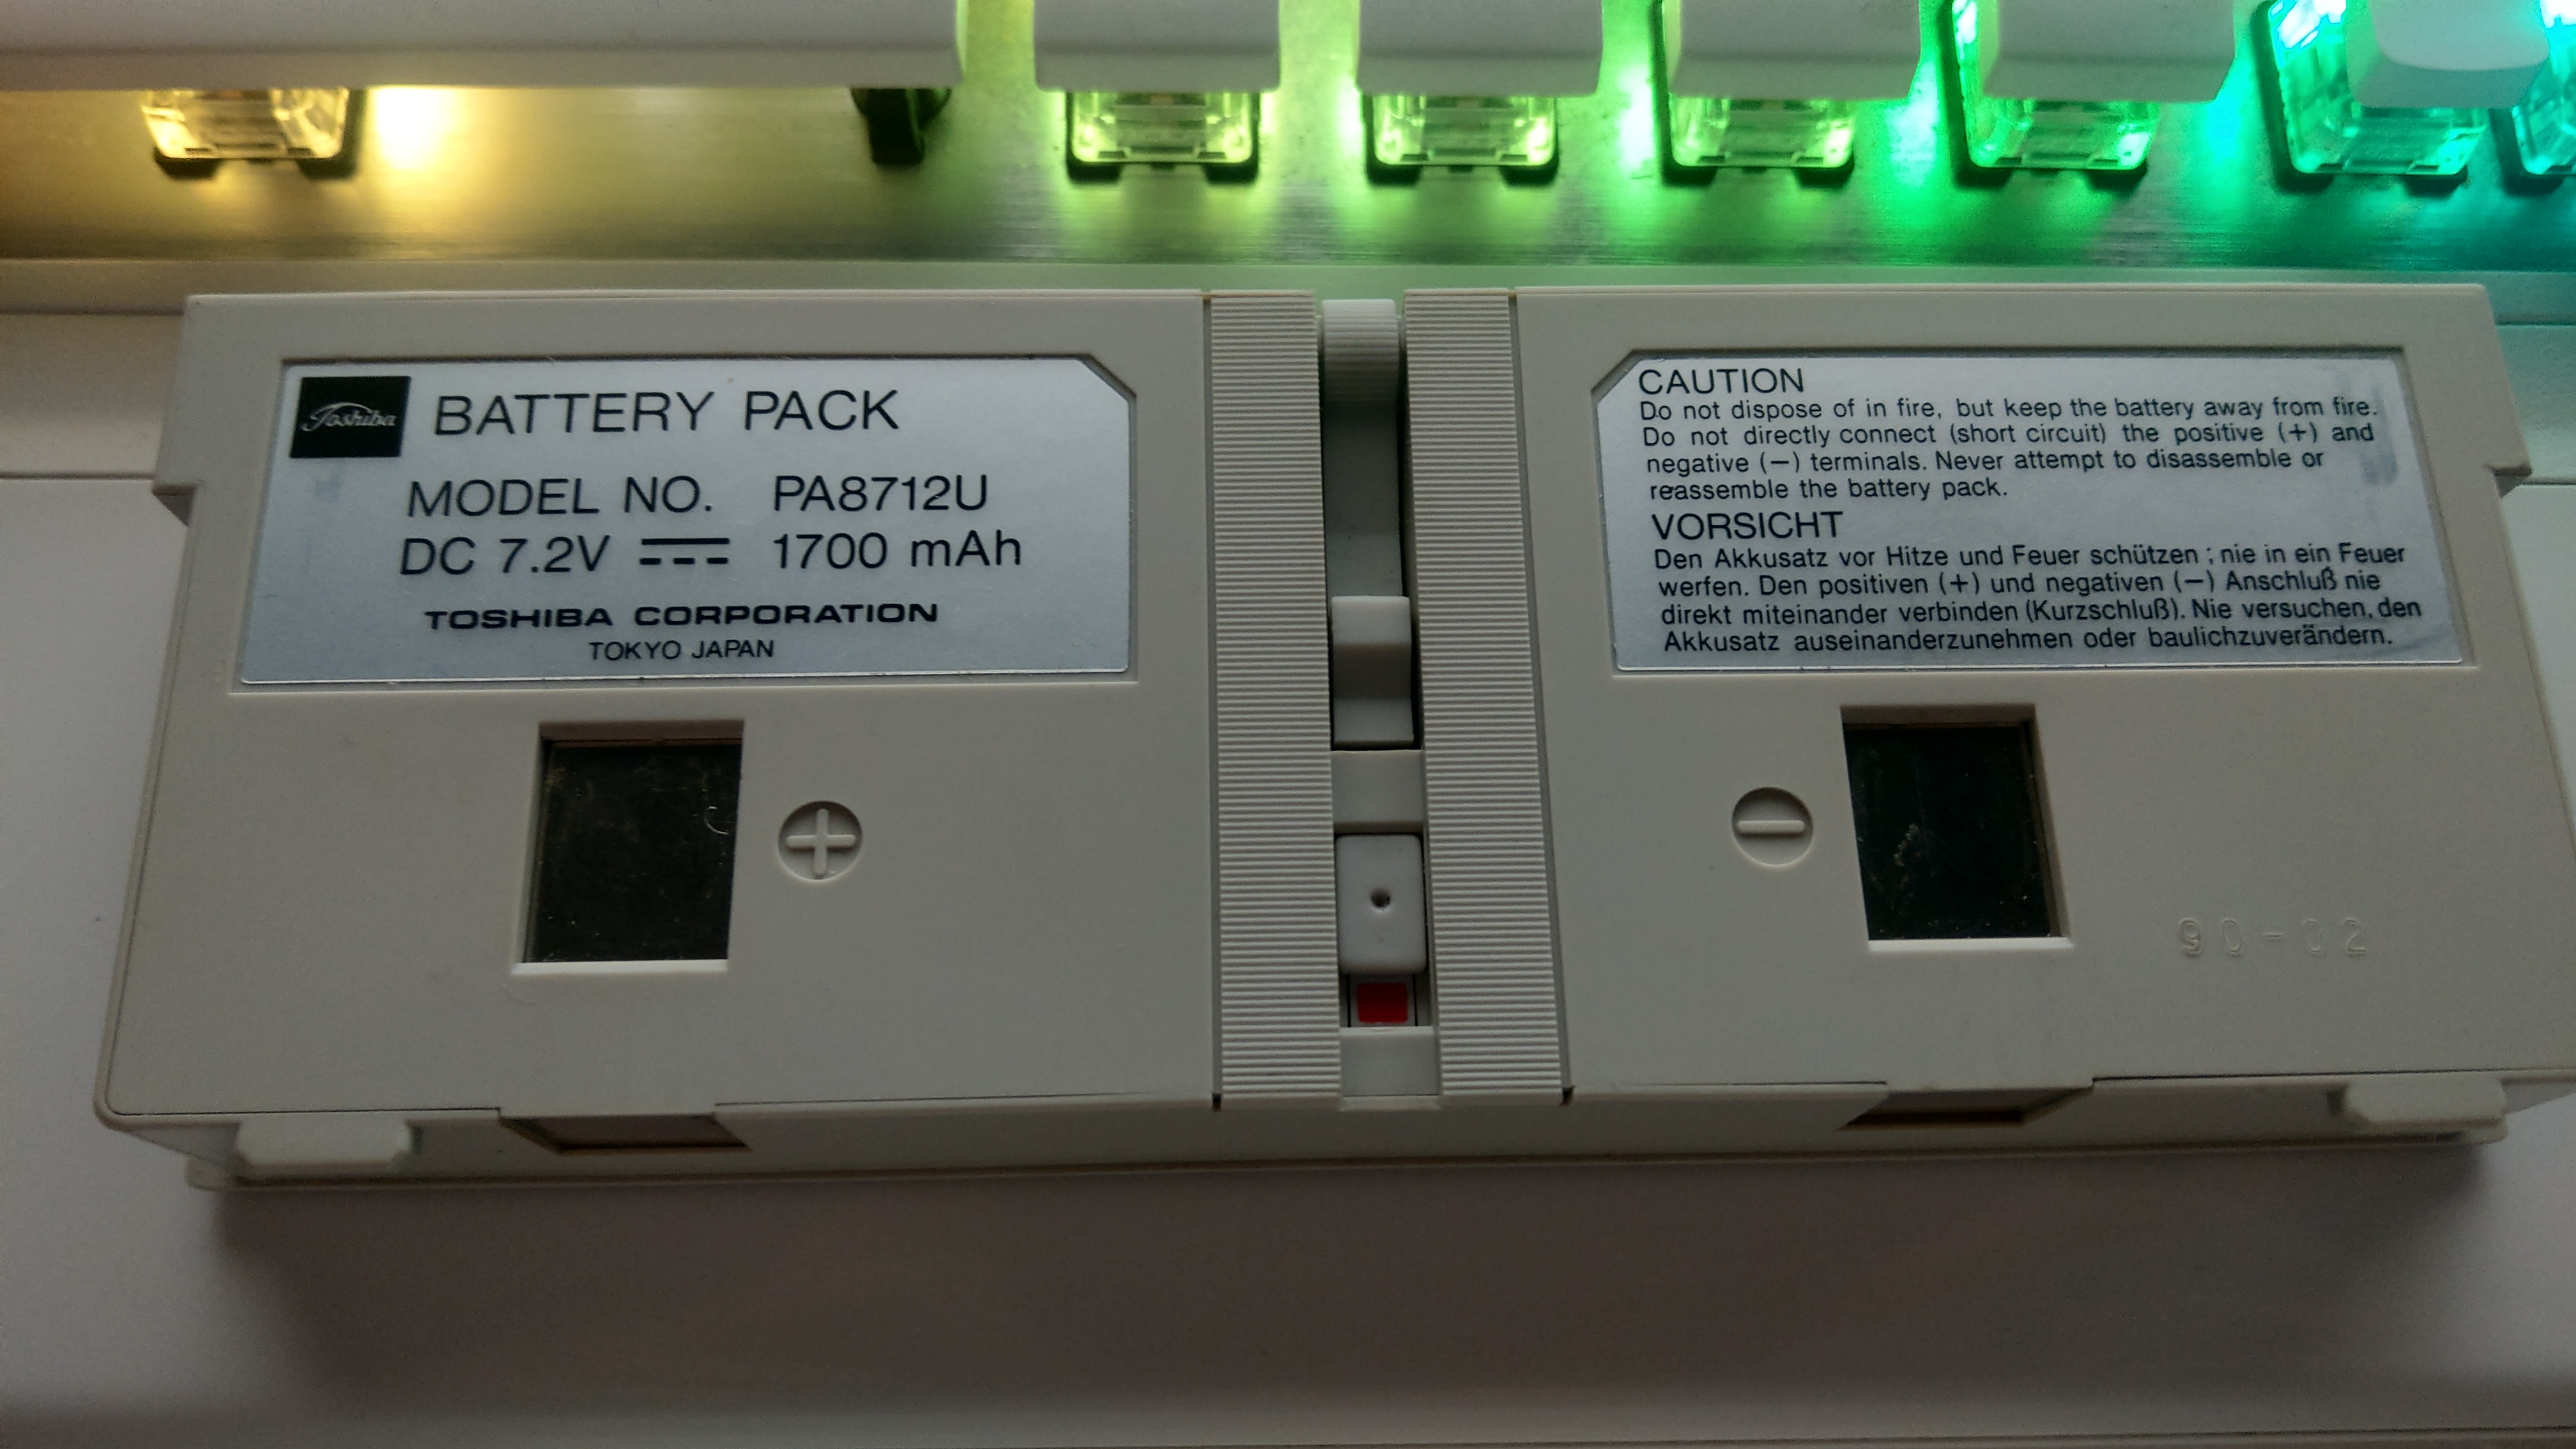 Toshiba
BATTERY PACK
MODEL NO. PA8712U
DC 7.2V 1700 mAh
TOSHIBA CORPORATION
TOKYO JAPAN
+
CAUTION
Do not dispose of in fire, but keep the battery away from fire.
Do not directly connect (short circuit) the positive (+) and
negative (−) terminals. Never attempt to disassemble or
reassemble the battery pack.
VORSICHT
Den Akkusatz vor Hitze und Feuer schützen ; nie in ein Feuer
werfen. Den positiven (+) und negativen (−) Anschluß nie
direkt miteinander verbinden (Kurzschluß). Nie versuchen, den
Akkusatz auseinanderzunehmen oder baulichzuverändern.
−
90-02